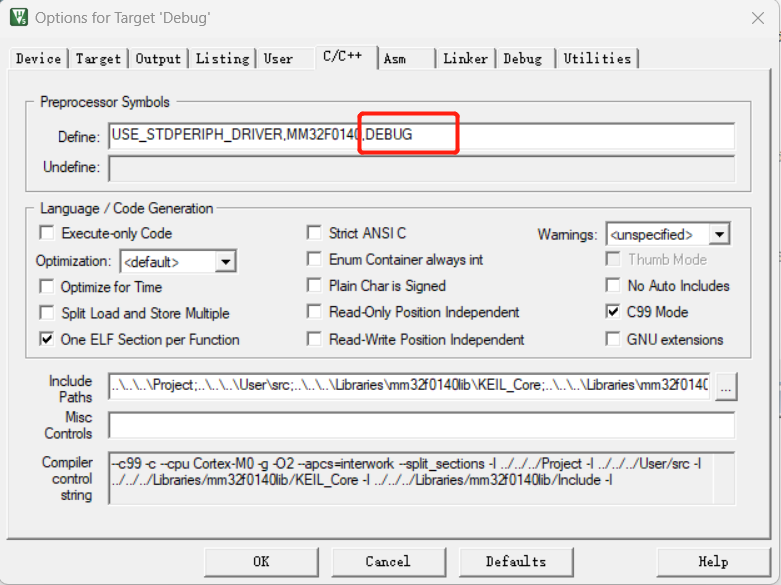 Options for Target 'Debug'
Device Target Output Listing User C/C++ Asm Linker Debug Utilities
Preprocessor Symbols
Define: USE_STDPERIPH_DRIVER,MM32F0140,DEBUG
Undefine:
Language / Code Generation
Execute-only Code Strict ANSI C Warnings: <unspecified>
Optimization: <default> Enum Container always int Thumb Mode
Optimize for Time Plain Char is Signed No Auto Includes
Split Load and Store Multiple Read-Only Position Independent C99 Mode
One ELF Section per Function Read-Write Position Independent GNU extensions
Include Paths ..\..\..\Project;..\..\..\User\src;..\..\..\Libraries\mm32f0140lib\KEIL_Core;..\..\..\Libraries\mm32f0140 ...
Misc Controls
Compiler control string --c99 -c --cpu Cortex-M0 -g -O2 --apcs=interwork --split_sections -I ../../../Project -I ../../../User/src -I
../../../Libraries/mm32f0140lib/KEIL_Core -I ../../../Libraries/mm32f0140lib/Include -I
OK Cancel Defaults Help